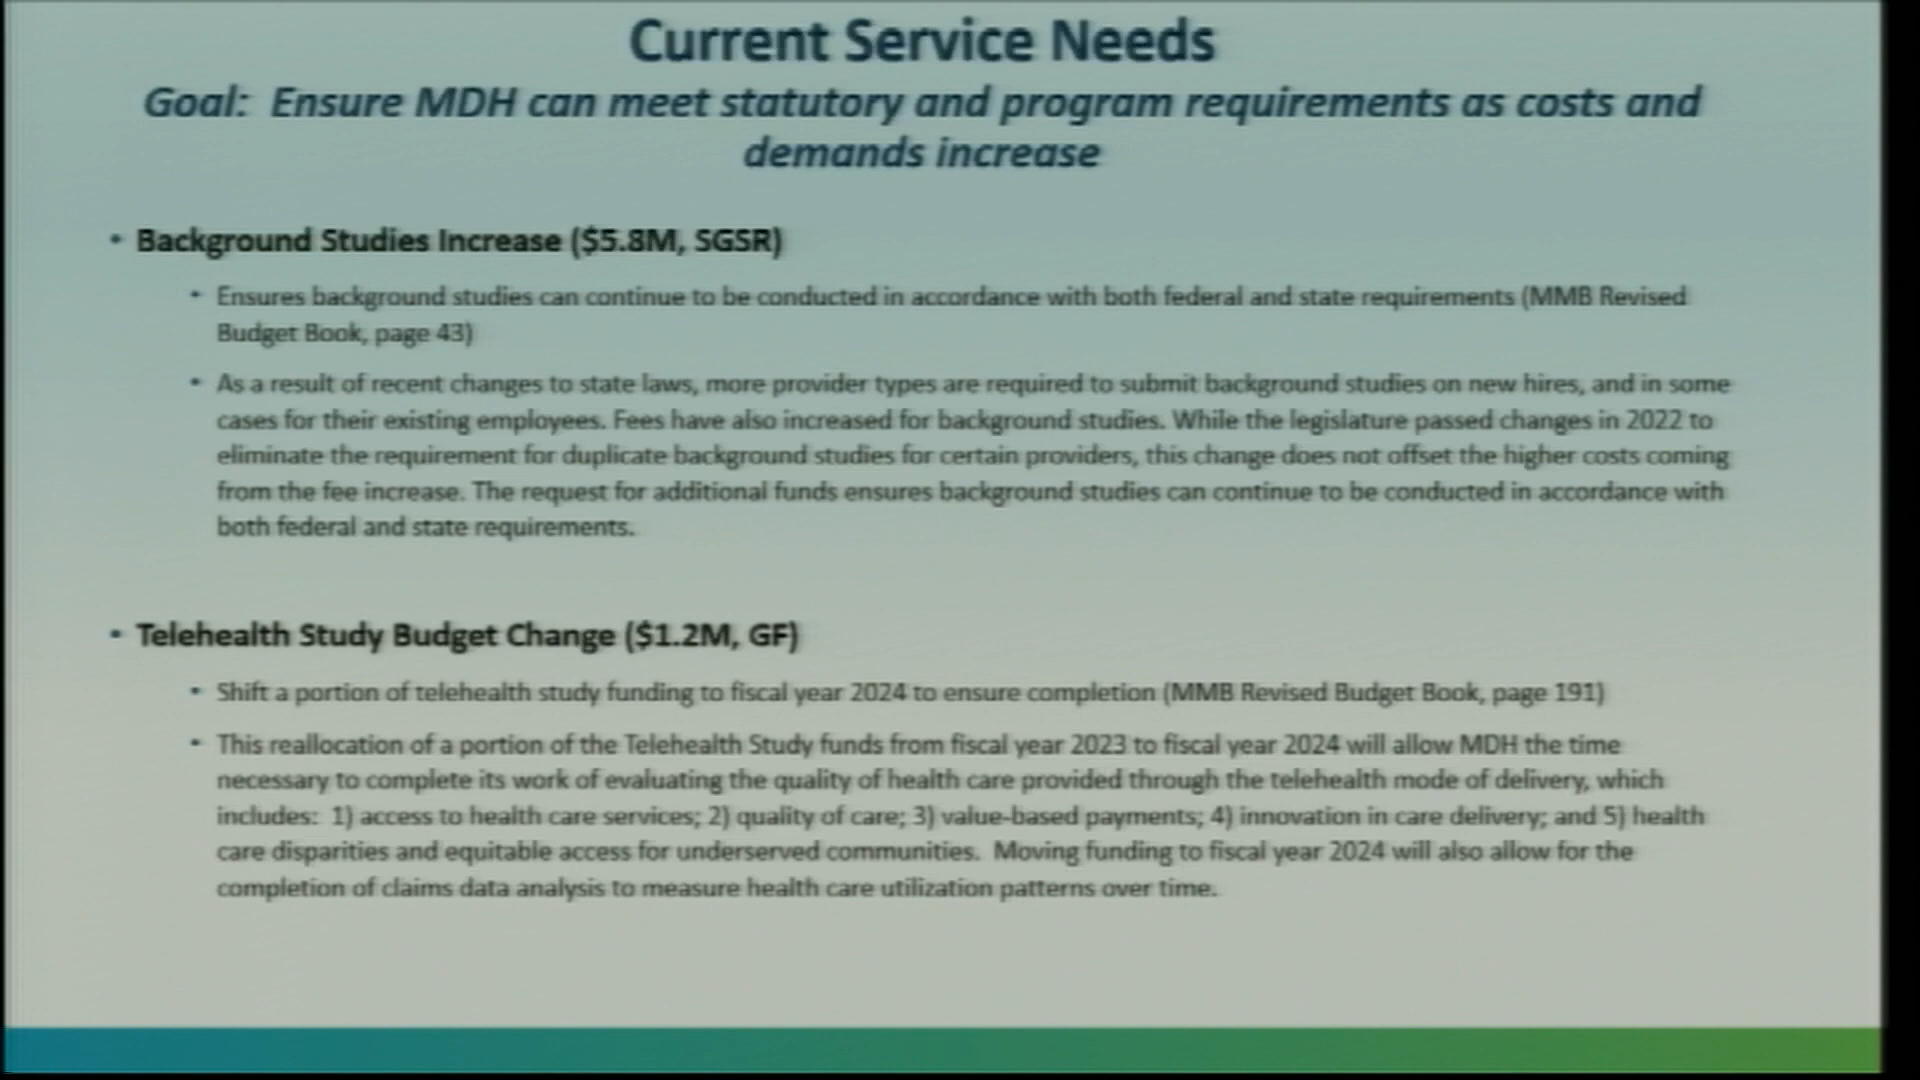 Current Service Needs
Goal:  Ensure MDH can meet statutory and program requirements as costs and
demands increase
• Background Studies Increase ($5.8M, SGSR)
• Ensures background studies can continue to be conducted in accordance with both federal and state requirements (MMB Revised
Budget Book, page 43)
• As a result of recent changes to state laws, more provider types are required to submit background studies on new hires, and in some
cases for their existing employees. Fees have also increased for background studies. While the legislature passed changes in 2022 to
eliminate the requirement for duplicate background studies for certain providers, this change does not offset the higher costs coming
from the fee increase. The request for additional funds ensures background studies can continue to be conducted in accordance with
both federal and state requirements.
• Telehealth Study Budget Change ($1.2M, GF)
• Shift a portion of telehealth study funding to fiscal year 2024 to ensure completion (MMB Revised Budget Book, page 191)
• This reallocation of a portion of the Telehealth Study funds from fiscal year 2023 to fiscal year 2024 will allow MDH the time
necessary to complete its work of evaluating the quality of health care provided through the telehealth mode of delivery, which
includes:  1) access to health care services; 2) quality of care; 3) value-based payments; 4) innovation in care delivery; and 5) health
care disparities and equitable access for underserved communities.  Moving funding to fiscal year 2024 will also allow for the
completion of claims data analysis to measure health care utilization patterns over time.